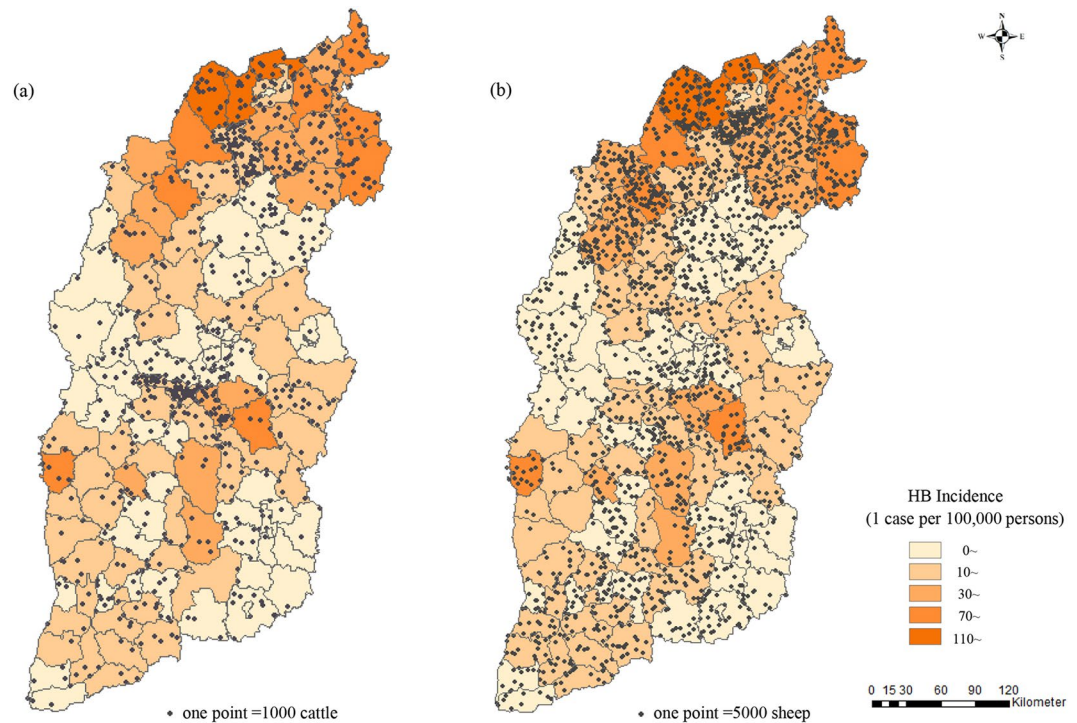 N
W E
S
(a)
(b)
HB Incidence
(1 case per 100,000 persons)
0~
10~
30~
70~
110~
0 15 30 60 90 120
Kilometer
one point =1000 cattle
one point =5000 sheep